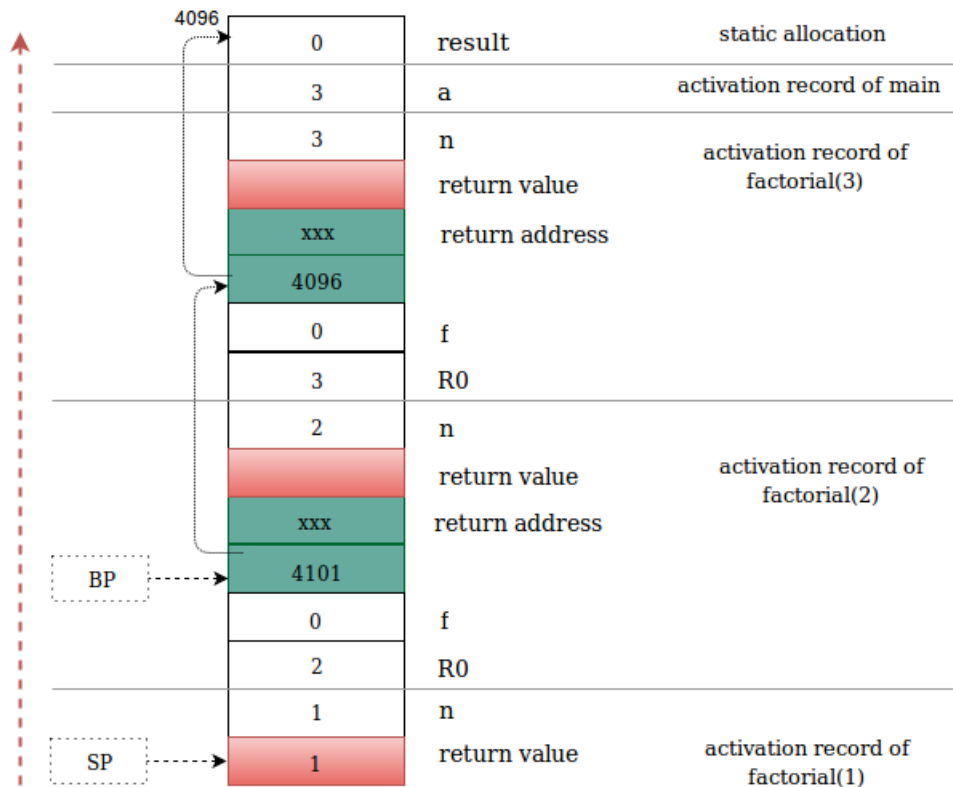 4096
0 result static allocation
3 a activation record of main
3 n
activation record of
factorial(3)
return value
xxx return address
4096
0 f
3 R0
2 n
return value
activation record of
factorial(2)
xxx return address
BP 4101
0 f
2 R0
1 n
SP 1 return value
activation record of
factorial(1)